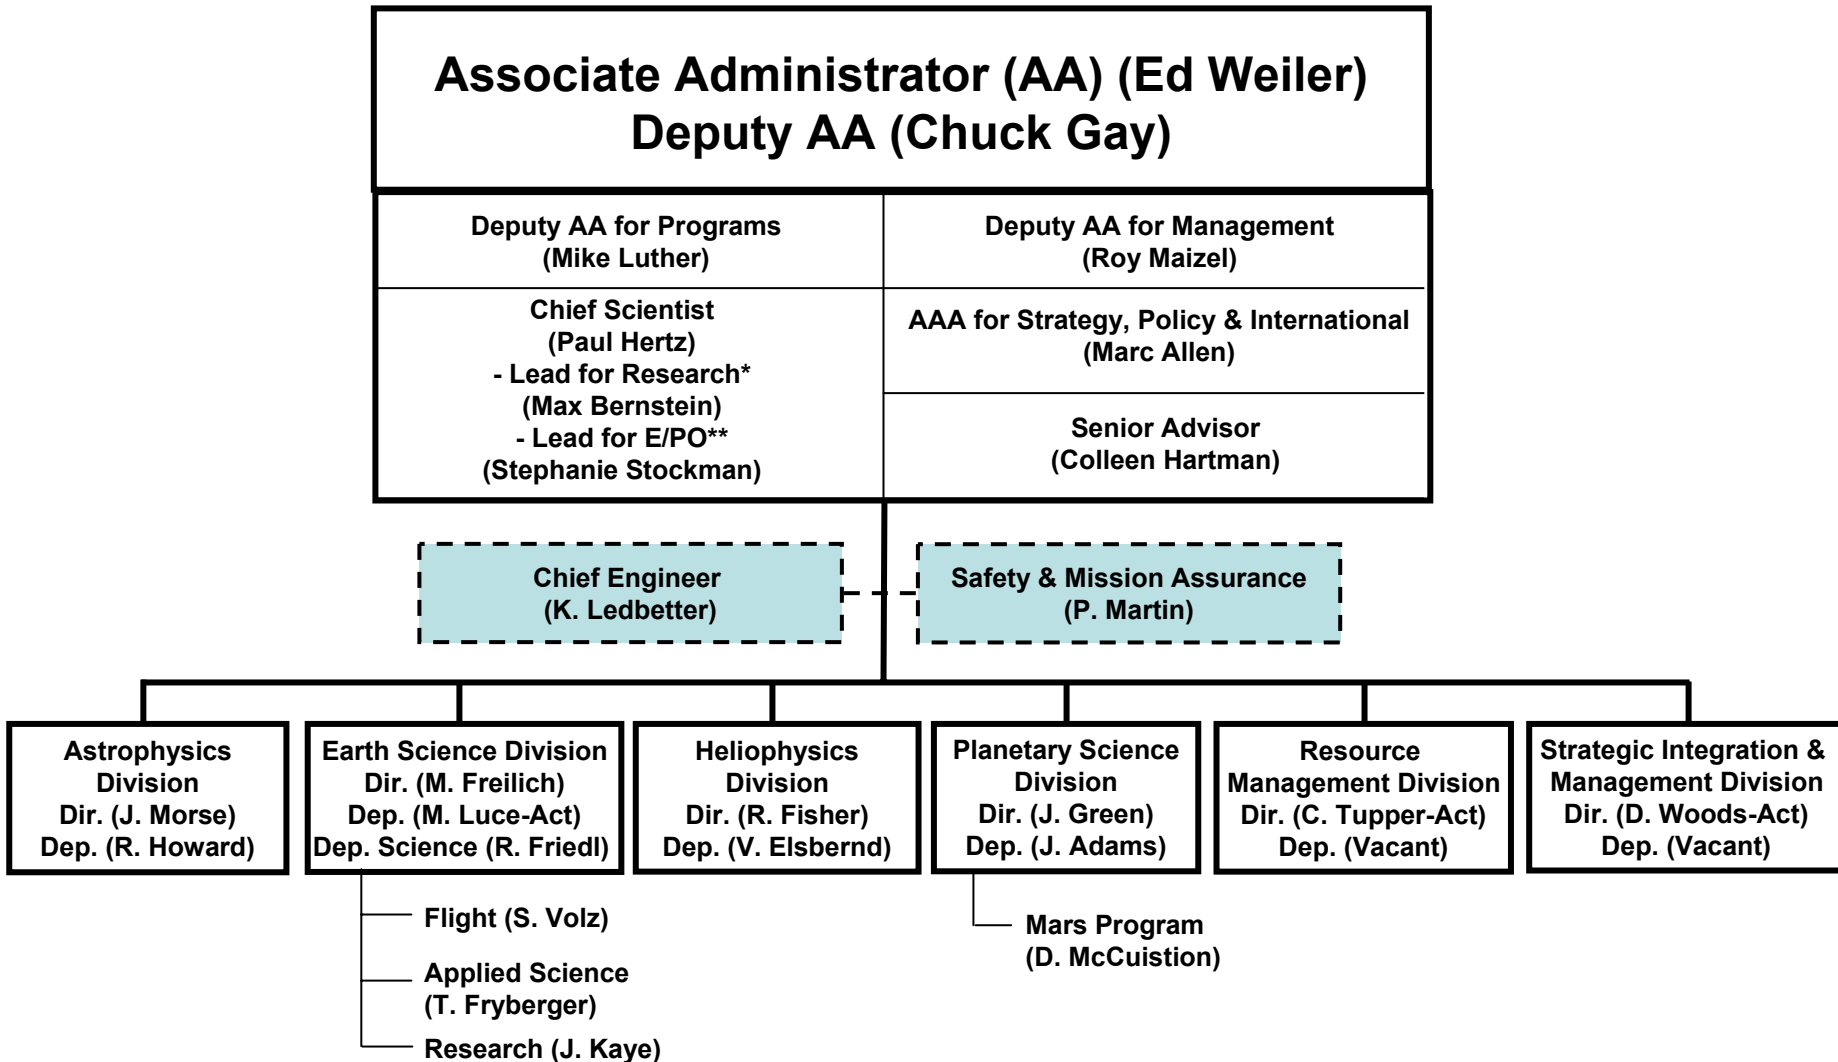 Associate Administrator (AA) (Ed Weiler)
Deputy AA (Chuck Gay)
Deputy AA for Programs
(Mike Luther)
Deputy AA for Management
(Roy Maizel)
Chief Scientist
(Paul Hertz)
- Lead for Research*
(Max Bernstein)
- Lead for E/PO**
(Stephanie Stockman)
AAA for Strategy, Policy & International
(Marc Allen)
Senior Advisor
(Colleen Hartman)
Chief Engineer
(K. Ledbetter)
Safety & Mission Assurance
(P. Martin)
Astrophysics
Division
Dir. (J. Morse)
Dep. (R. Howard)
Earth Science Division
Dir. (M. Freilich)
Dep. (M. Luce-Act)
Dep. Science (R. Friedl)
Heliophysics
Division
Dir. (R. Fisher)
Dep. (V. Elsbernd)
Planetary Science
Division
Dir. (J. Green)
Dep. (J. Adams)
Resource
Management Division
Dir. (C. Tupper-Act)
Dep. (Vacant)
Strategic Integration &
Management Division
Dir. (D. Woods-Act)
Dep. (Vacant)
Flight (S. Volz)
Applied Science
(T. Fryberger)
Research (J. Kaye)
Mars Program
(D. McCuistion)